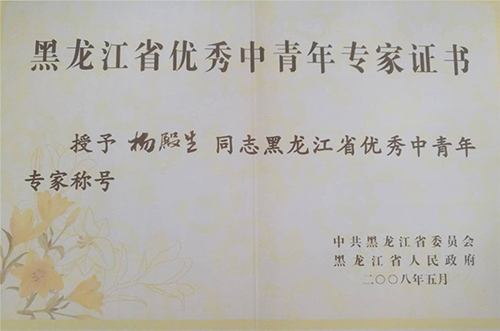 黑龙江省优秀中青年专家证书
授予 杨殿生 同志黑龙江省优秀中青年
专家称号
中共黑龙江省委员会
黑龙江省人民政府
二〇〇八年五月